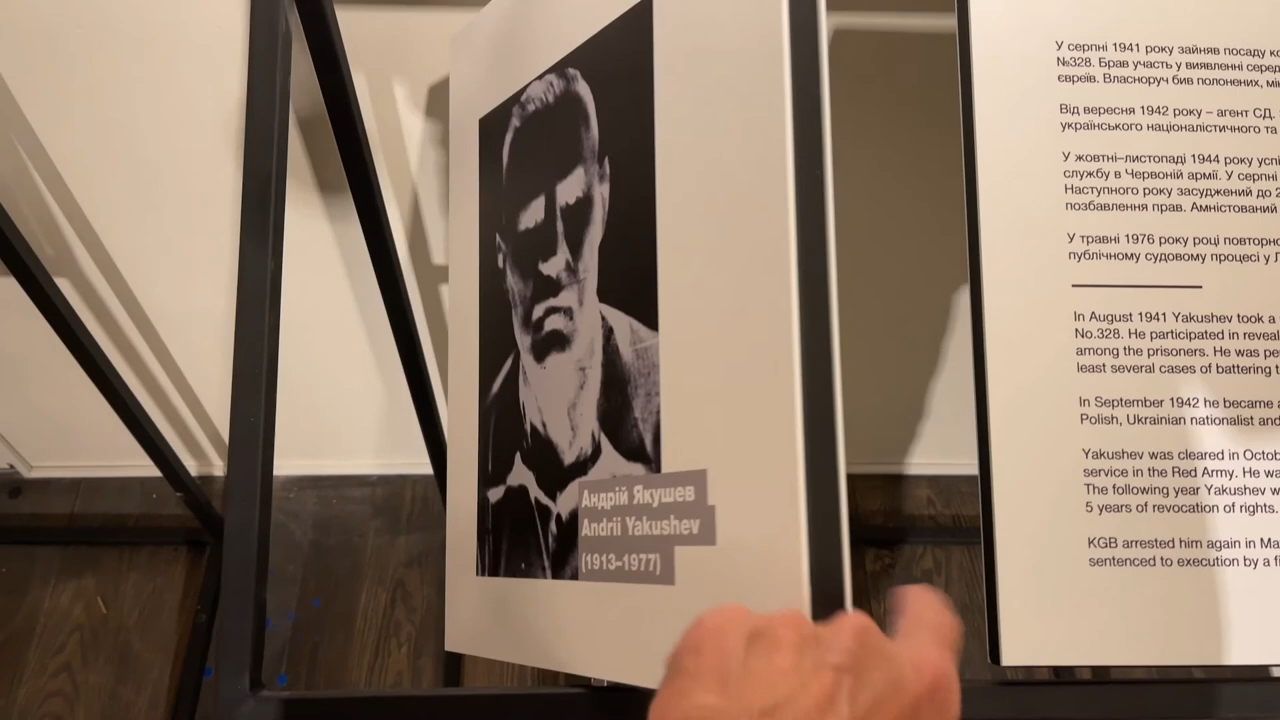 Андрій Якушев
Andrii Yakushev
(1913–1977)
У серпні 1941 року зайняв посаду
№328. Брав участь у виявленні серед
євреїв. Власноруч бив полонених,
Від вересня 1942 року – агент СД.
українського націоналістичного та
У жовтні–листопаді 1944 року
службу в Червоній армії. У серпні
Наступного року засуджений до
позбавлення прав. Амністований
У травні 1976 року році
публічному судовому процесі у
In August 1941 Yakushev took a
No.328. He participated in
among the prisoners. He was
least several cases of battering
In September 1942 he became
Polish, Ukrainian nationalist and
Yakushev was cleared in
service in the Red Army. He
The following year Yakushev
5 years of revocation of rights.
KGB arrested him again in
sentenced to execution by a